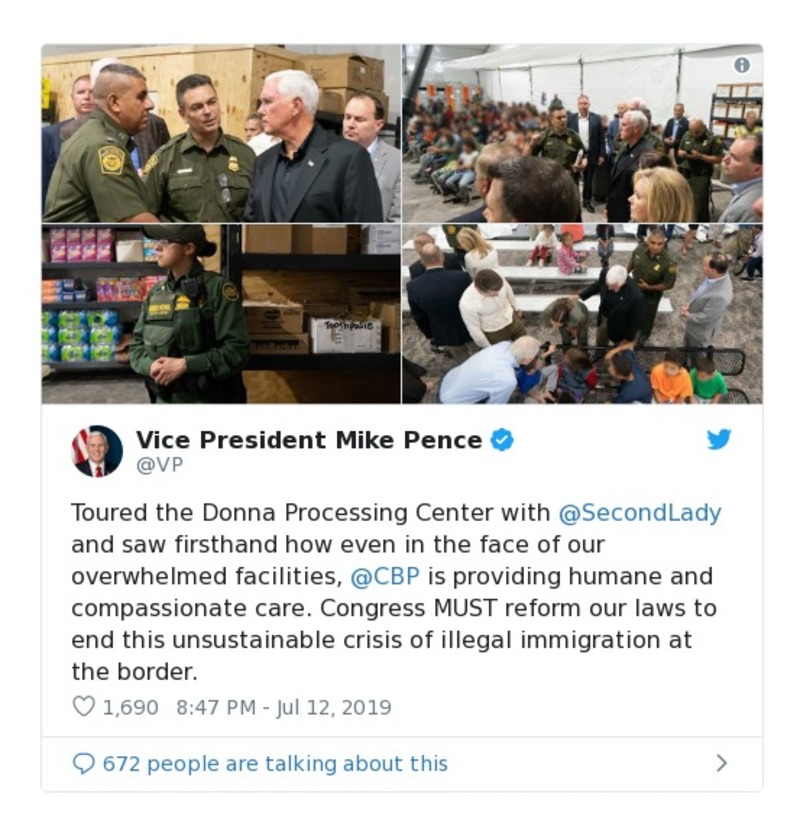 Toothpaste
Vice President Mike Pence
@VP
Toured the Donna Processing Center with @SecondLady
and saw firsthand how even in the face of our
overwhelmed facilities, @CBP is providing humane and
compassionate care. Congress MUST reform our laws to
end this unsustainable crisis of illegal immigration at
the border.
1,690 8:47 PM - Jul 12, 2019
672 people are talking about this